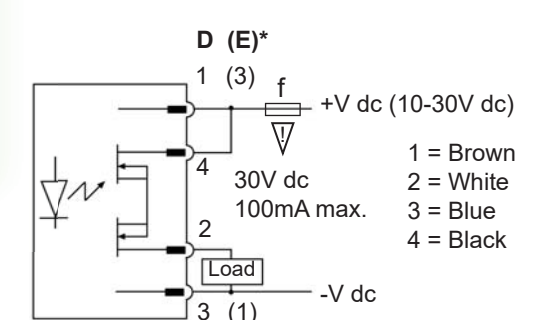 D (E)*
1 (3)
f
+V dc (10-30V dc)
!
4
30V dc
100mA max.
1 = Brown
2 = White
3 = Blue
4 = Black
2
Load
-V dc
3 (1)